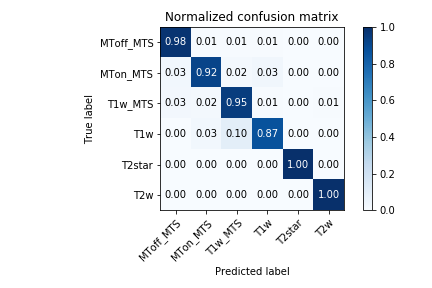 Normalized confusion matrix
True label
MToff_MTS 0.98 0.01 0.01 0.01 0.00 0.00
MTon_MTS 0.03 0.92 0.02 0.03 0.00 0.00
T1w_MTS 0.03 0.02 0.95 0.01 0.00 0.01
T1w 0.00 0.03 0.10 0.87 0.00 0.00
T2star 0.00 0.00 0.00 0.00 1.00 0.00
T2w 0.00 0.00 0.00 0.00 0.00 1.00
MToff_MTS MTon_MTS T1w_MTS T1w T2star T2w
Predicted label
1.0
0.8
0.6
0.4
0.2
0.0